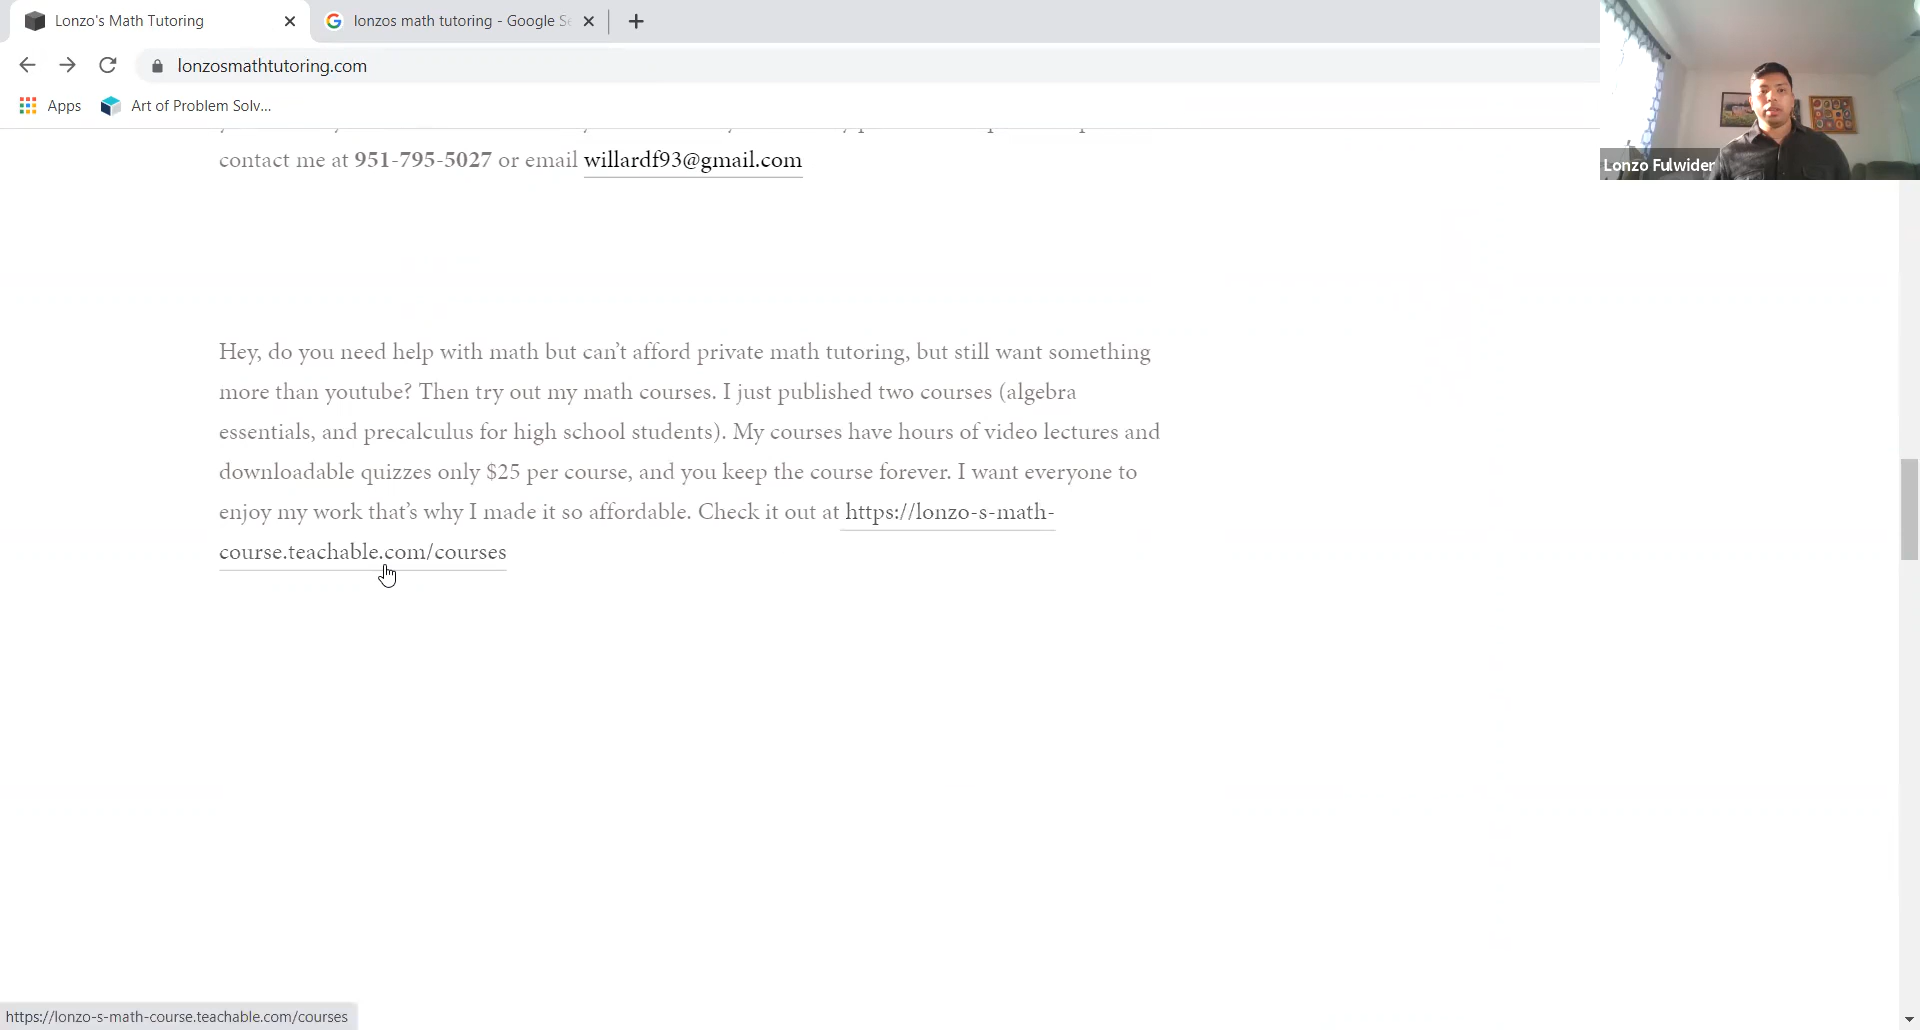 Lonzo's Math Tutoring
lonzos math tutoring - Google Se
lonzosmathtutoring.com
Apps
Art of Problem Solv...
Lonzo Fulwider
contact me at 951-795-5027 or email willardf93@gmail.com
Hey, do you need help with math but can't afford private math tutoring, but still want something
more than youtube? Then try out my math courses. I just published two courses (algebra
essentials, and precalculus for high school students). My courses have hours of video lectures and
downloadable quizzes only $25 per course, and you keep the course forever. I want everyone to
enjoy my work that's why I made it so affordable. Check it out at https://lonzo-s-math-
course.teachable.com/courses
https://lonzo-s-math-course.teachable.com/courses